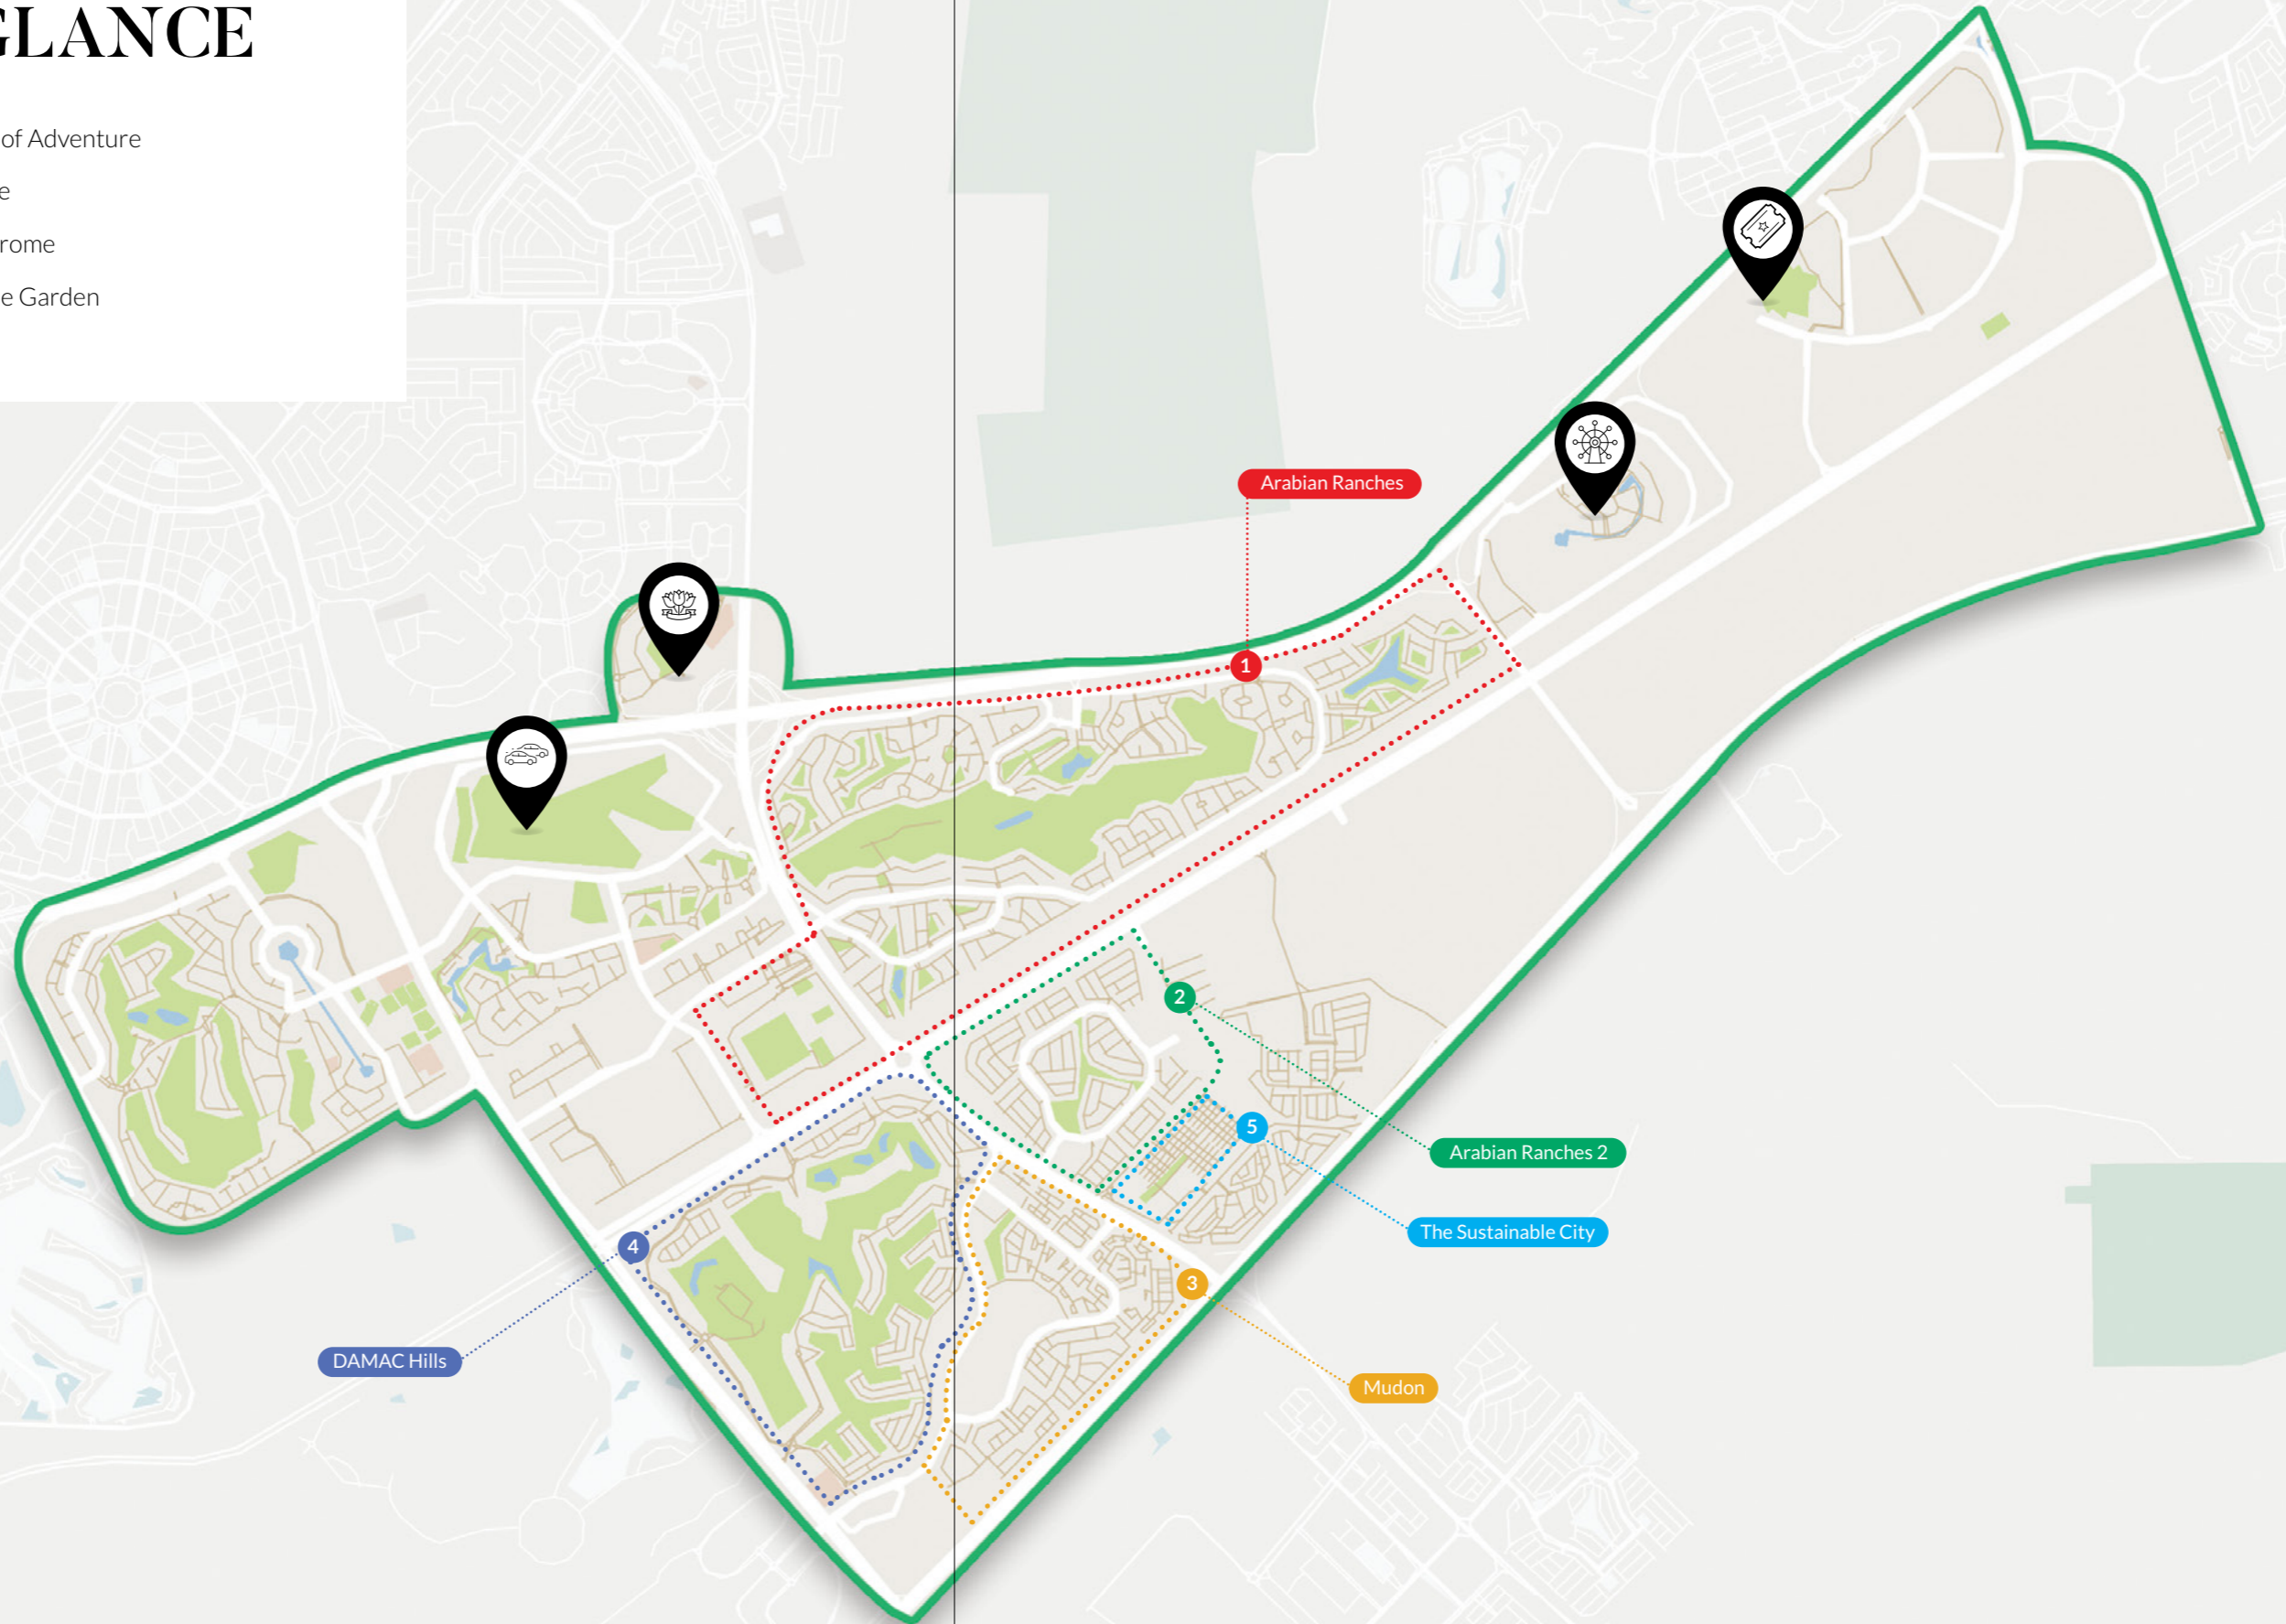 GLANCE
of Adventure
e
rome
e Garden
Arabian Ranches
1
2
5
Arabian Ranches 2
The Sustainable City
4
3
DAMAC Hills
Mudon